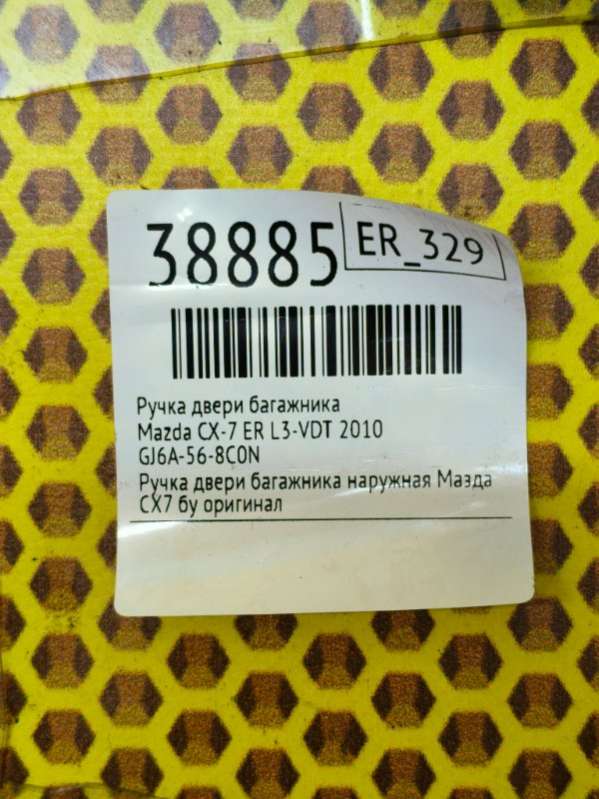 38885
ER_329
Ручка двери багажника
Mazda CX-7 ER L3-VDT 2010
GJ6A-56-8C0N
Ручка двери багажника наружная Мазда
СХ7 бу оригинал